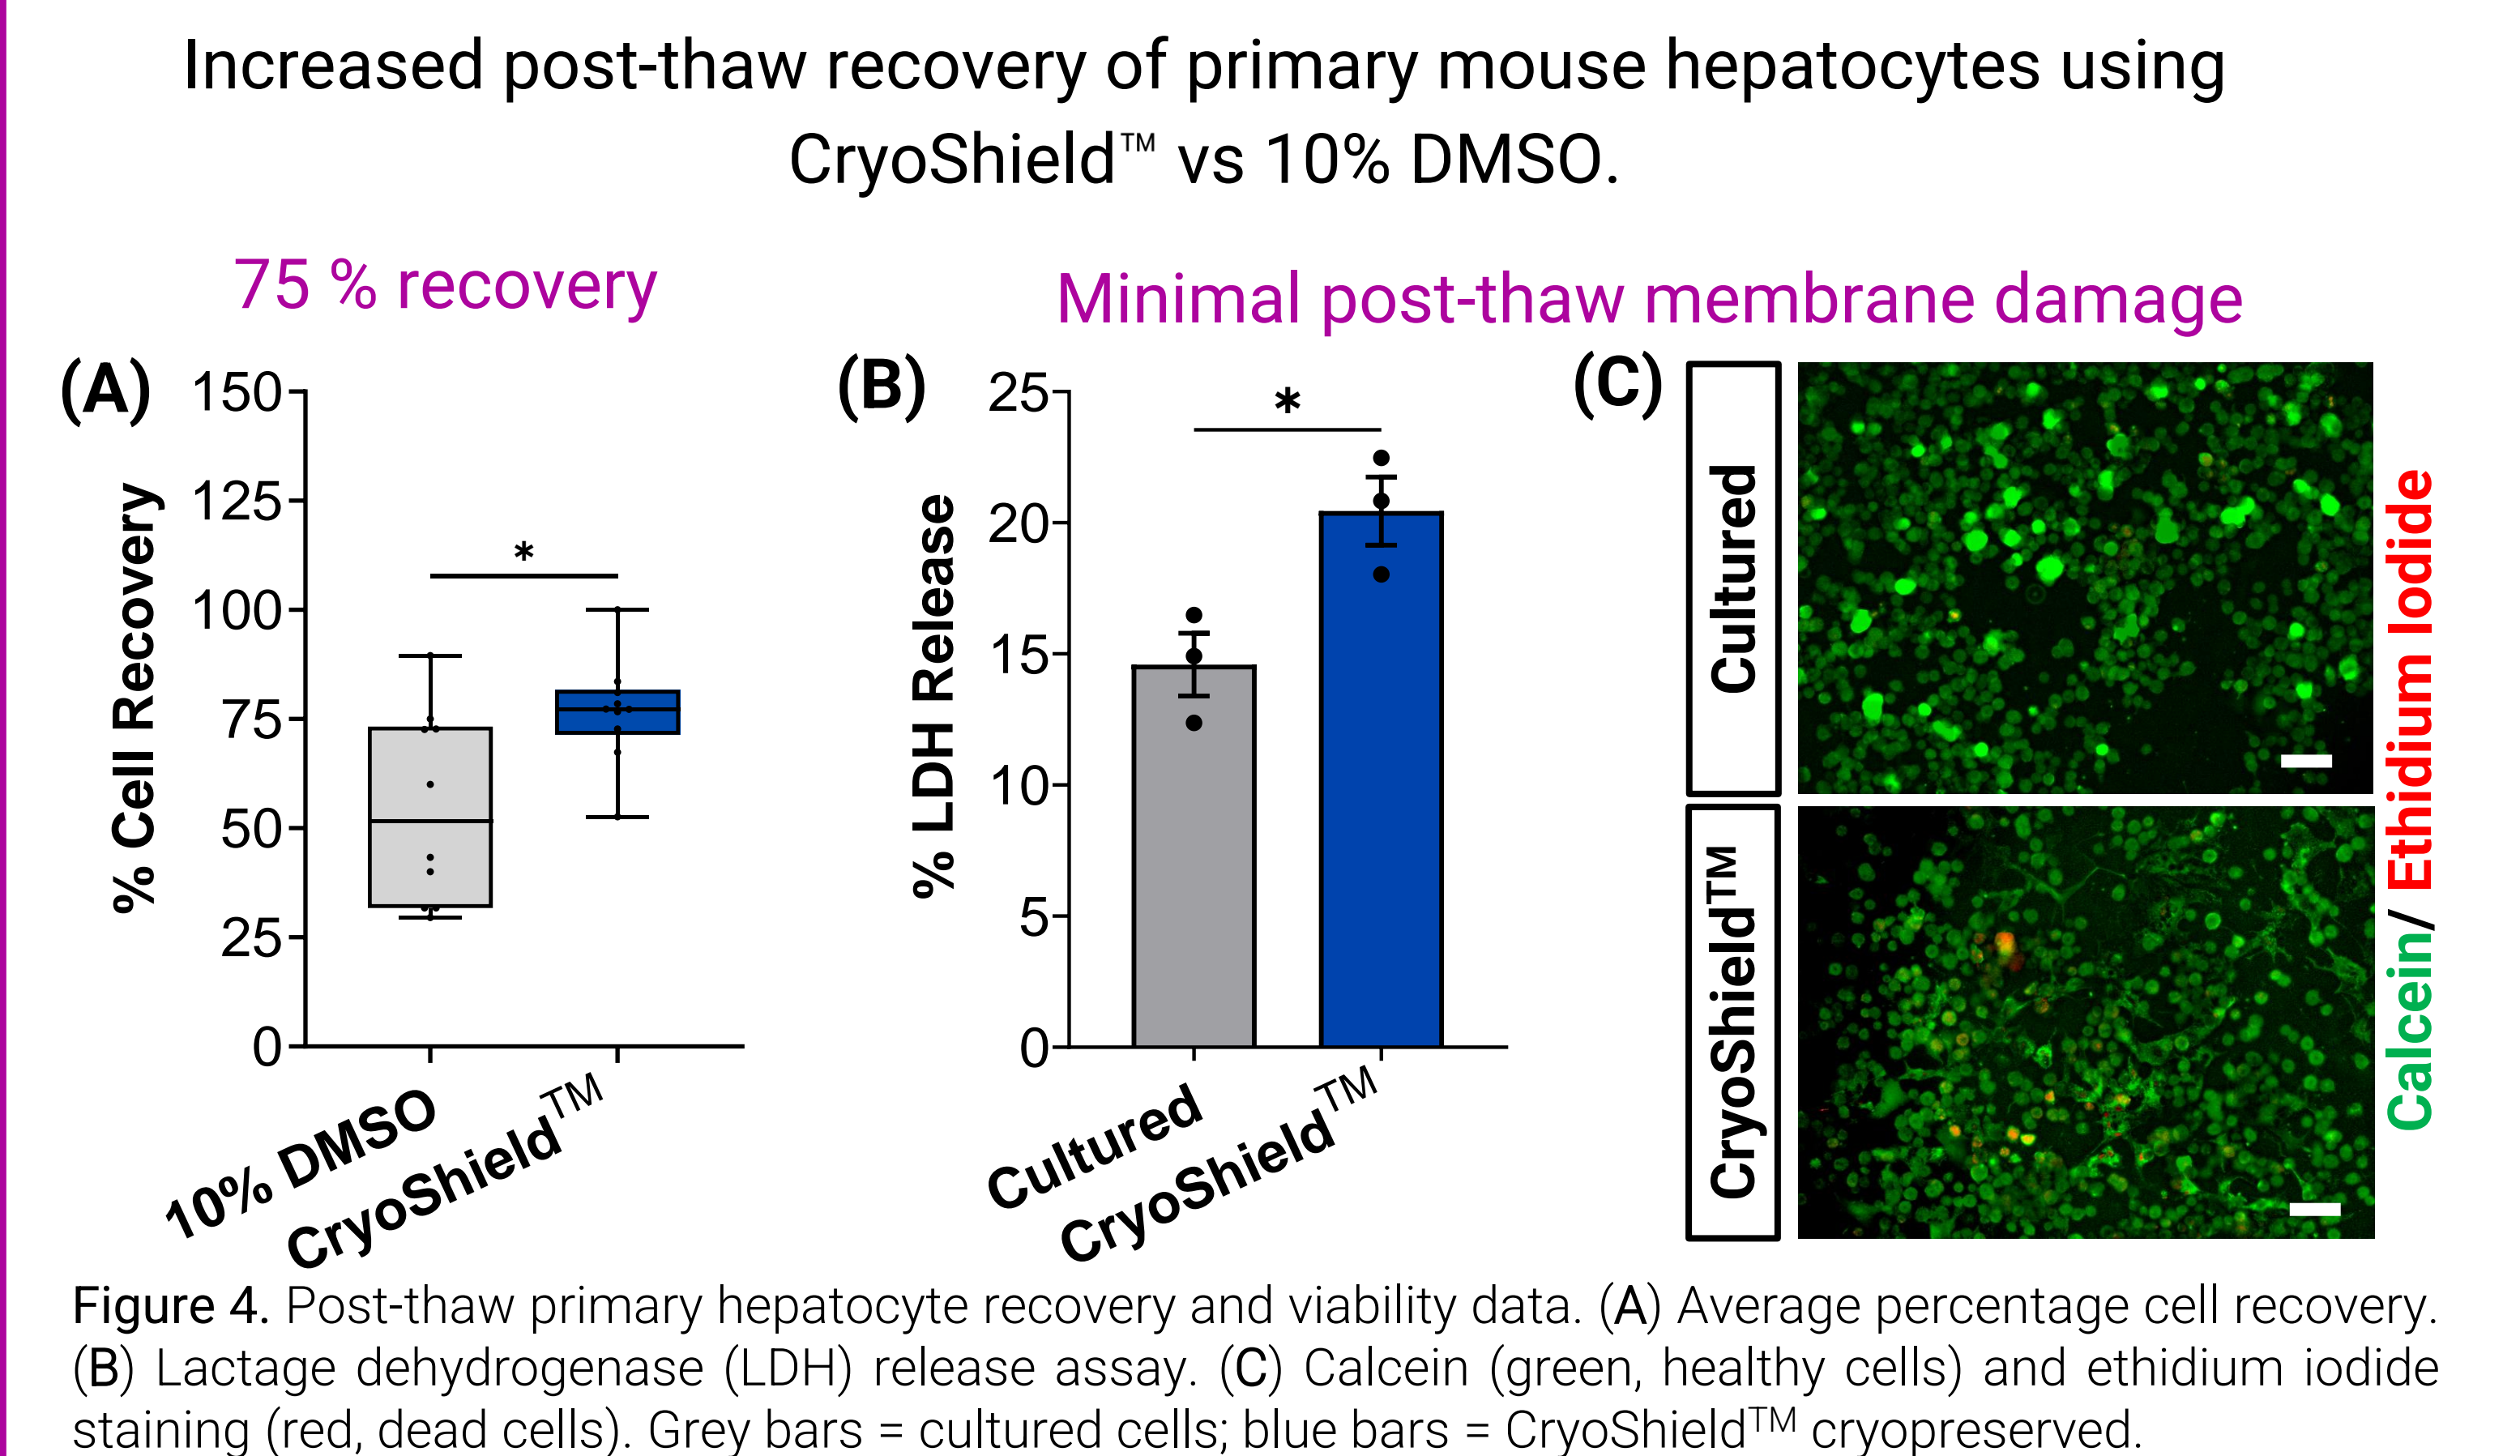 Increased post-thaw recovery of primary mouse hepatocytes using
CryoShield™ vs 10% DMSO.
75 % recovery
Minimal post-thaw membrane damage
(A)
% Cell Recovery
150
125
100
75
50
25
0
*
10% DMSO
CryoShield™
(B)
% LDH Release
25
20
15
10
5
0
*
Cultured
CryoShield™
(C)
Cultured
CryoShield™
Calcein/ Ethidium Iodide
Figure 4. Post-thaw primary hepatocyte recovery and viability data. (A) Average percentage cell recovery.
(B) Lactage dehydrogenase (LDH) release assay. (C) Calcein (green, healthy cells) and ethidium iodide
staining (red, dead cells). Grey bars = cultured cells; blue bars = CryoShield™ cryopreserved.